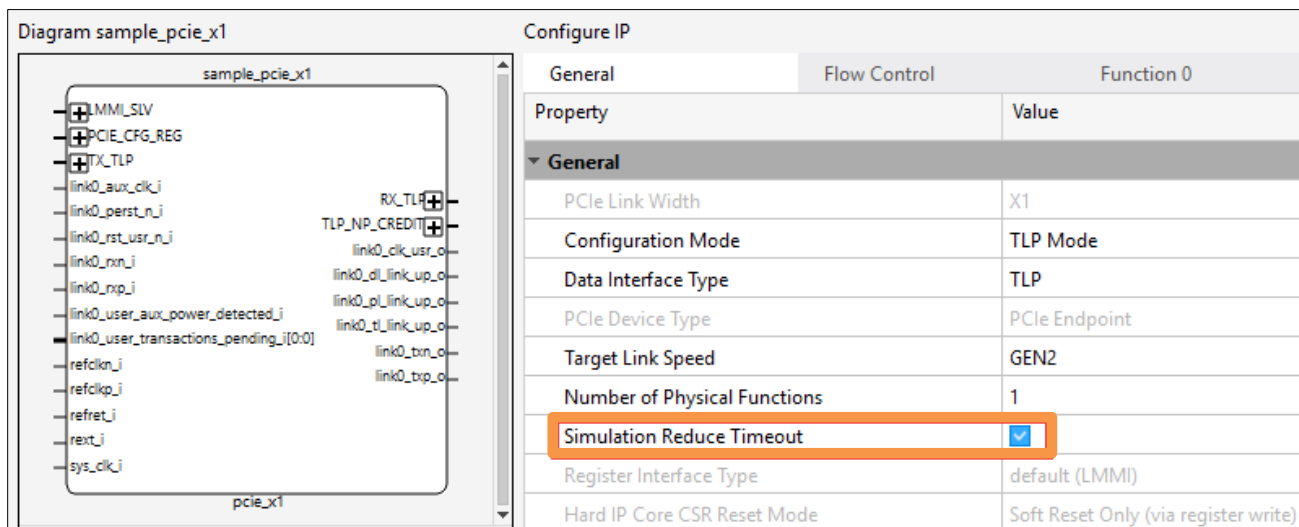 Diagram sample_pcie_x1
sample_pcie_x1
LMMI_SLV
PCIE_CFG_REG
TX_TLP
link0_aux_clk_i
link0_perst_n_i
link0_rst_usr_n_i
link0_rxn_i
link0_rxp_i
link0_user_aux_power_detected_i
link0_user_transactions_pending_i[0:0]
refclkn_i
refclkp_i
refret_i
rext_i
sys_clk_i
RX_TLP
TLP_NP_CREDIT
link0_clk_usr_o
link0_dl_link_up_o
link0_pl_link_up_o
link0_tl_link_up_o
link0_txn_o
link0_txp_o
pcie_x1
Configure IP
General Flow Control Function 0
Property Value
General
PCIe Link Width X1
Configuration Mode TLP Mode
Data Interface Type TLP
PCIe Device Type PCIe Endpoint
Target Link Speed GEN2
Number of Physical Functions 1
Simulation Reduce Timeout
Register Interface Type default (LMMI)
Hard IP Core CSR Reset Mode Soft Reset Only (via register write)